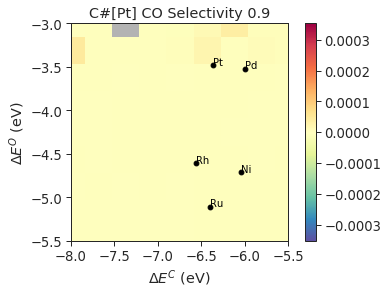 C#[Pt] CO Selectivity 0.9
−3.0
−3.5
−4.0
−4.5
−5.0
−5.5
ΔE^O (eV)
Pt
Pd
Rh
Ni
Ru
−8.0 −7.5 −7.0 −6.5 −6.0 −5.5
ΔE^C (eV)
0.0003
0.0002
0.0001
0.0000
−0.0001
−0.0002
−0.0003